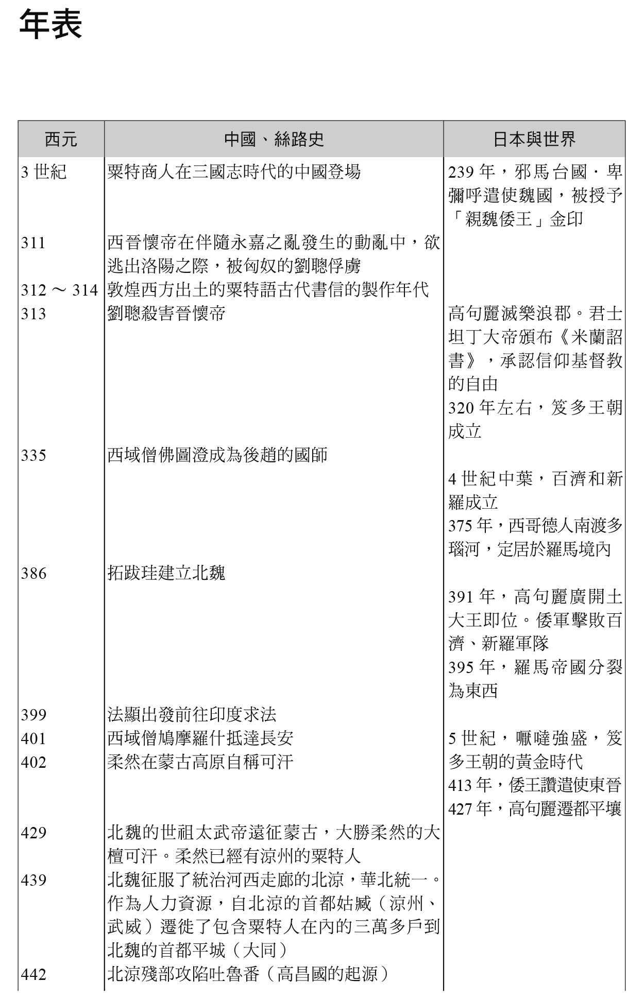 年表
西元 中國、絲路史 日本與世界
3 世紀 粟特商人在三國志時代的中國登場 239 年，邪馬台國．卑
彌呼遣使魏國，被授予
「親魏倭王」金印
311 西晉懷帝在伴隨永嘉之亂發生的動亂中，欲
逃出洛陽之際，被匈奴的劉聰俘虜
312 ～ 314 敦煌西方出土的粟特語古代書信的製作年代
313 劉聰殺害晉懷帝 高句麗滅樂浪郡。君士
坦丁大帝頒布《米蘭詔
書》，承認信仰基督教
的自由
320 年左右，笈多王朝
成立
335 西域僧佛圖澄成為後趙的國師
4 世紀中葉，百濟和新
羅成立
375 年，西哥德人南渡多
瑙河，定居於羅馬境內
386 拓跋珪建立北魏
391 年，高句麗廣開土
大王即位。倭軍擊敗百
濟、新羅軍隊
395 年，羅馬帝國分裂
為東西
399 法顯出發前往印度求法
401 西域僧鳩摩羅什抵達長安 5 世紀，嚈噠強盛，笈
402 柔然在蒙古高原自稱可汗 多王朝的黃金時代
413 年，倭王讚遣使東晉
427 年，高句麗遷都平壤
429 北魏的世祖太武帝遠征蒙古，大勝柔然的大
檀可汗。柔然已經有涼州的粟特人
439 北魏征服了統治河西走廊的北涼，華北統一。
作為人力資源，自北涼的首都姑臧（涼州、
武威）遷徙了包含粟特人在內的三萬多戶到
北魏的首都平城（大同）
442 北涼殘部攻陷吐魯番（高昌國的起源）